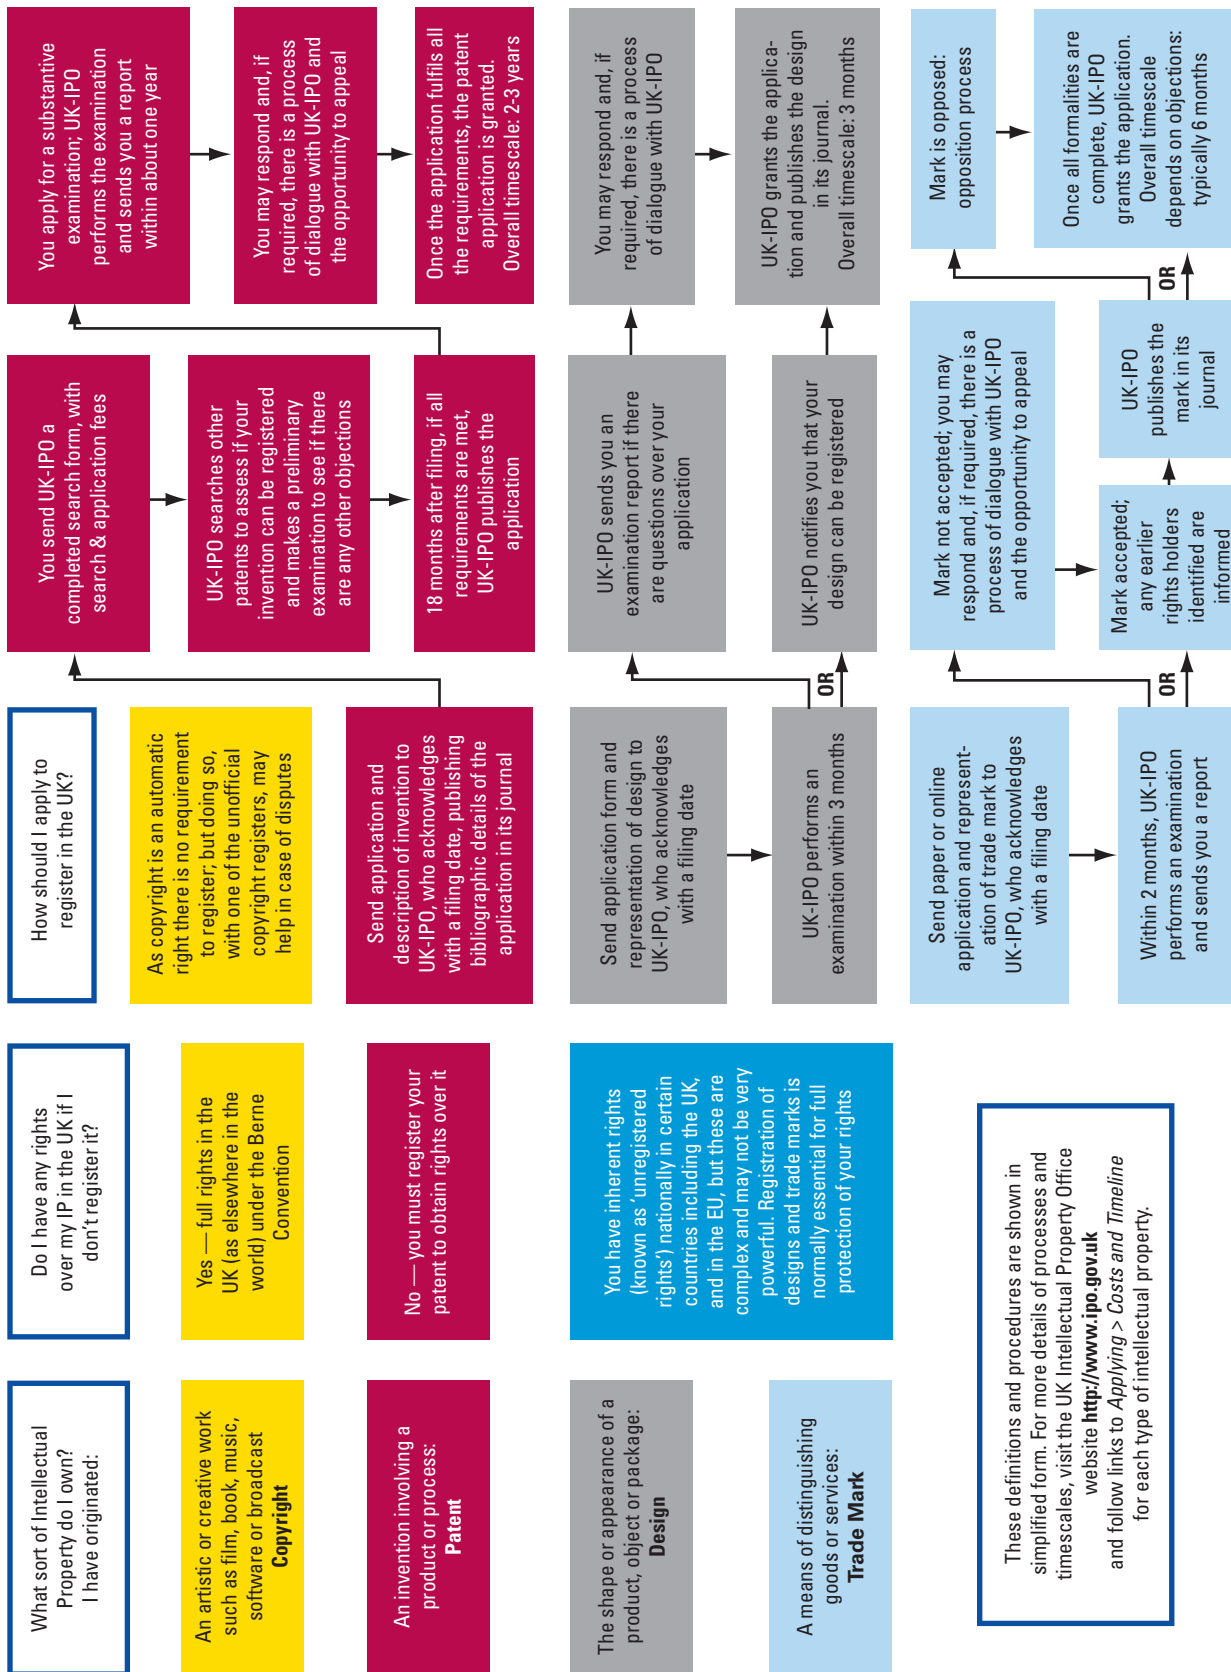 What sort of Intellectual
Property do I own?
I have originated:
Do I have any rights
over my IP in the UK if I
don't register it?
How should I apply to
register in the UK?
An artistic or creative work
such as film, book, music,
software or broadcast
Copyright
Yes — full rights in the
UK (as elsewhere in the
world) under the Berne
Convention
As copyright is an automatic
right there is no requirement
to register; but doing so,
with one of the unofficial
copyright registers, may
help in case of disputes
An invention involving a
product or process:
Patent
No — you must register your
patent to obtain rights over it
Send application and
description of invention to
UK-IPO, who acknowledges
with a filing date, publishing
bibliographic details of the
application in its journal
You send UK-IPO a
completed search form, with
search & application fees
UK-IPO searches other
patents to assess if your
invention can be registered
and makes a preliminary
examination to see if there
are any other objections
18 months after filing, if all
requirements are met,
UK-IPO publishes the
application
You apply for a substantive
examination; UK-IPO
performs the examination
and sends you a report
within about one year
You may respond and, if
required, there is a process
of dialogue with UK-IPO and
the opportunity to appeal
Once the application fulfils all
the requirements, the patent
application is granted.
Overall timescale: 2-3 years
The shape or appearance of a
product, object or package:
Design
You have inherent rights
(known as 'unregistered
rights') nationally in certain
countries including the UK,
and in the EU, but these are
complex and may not be very
powerful. Registration of
designs and trade marks is
normally essential for full
protection of your rights
Send application form and
representation of design to
UK-IPO, who acknowledges
with a filing date
UK-IPO performs an
examination within 3 months
OR
UK-IPO sends you an
examination report if there
are questions over your
application
UK-IPO notifies you that your
design can be registered
You may respond and, if
required, there is a process
of dialogue with UK-IPO
UK-IPO grants the applica-
tion and publishes the design
in its journal.
Overall timescale: 3 months
A means of distinguishing
goods or services:
Trade Mark
Send paper or online
application and represent-
ation of trade mark to
UK-IPO, who acknowledges
with a filing date
Within 2 months, UK-IPO
performs an examination
and sends you a report
OR
Mark not accepted; you may
respond and, if required, there is a
process of dialogue with UK-IPO
and the opportunity to appeal
Mark accepted;
any earlier
rights holders
identified are
informed
UK-IPO
publishes the
mark in its
journal
OR
Mark is opposed:
opposition process
Once all formalities are
complete, UK-IPO
grants the application.
Overall timescale
depends on objections:
typically 6 months
These definitions and procedures are shown in
simplified form. For more details of processes and
timescales, visit the UK Intellectual Property Office
website http://www.ipo.gov.uk
and follow links to Applying > Costs and Timeline
for each type of intellectual property.